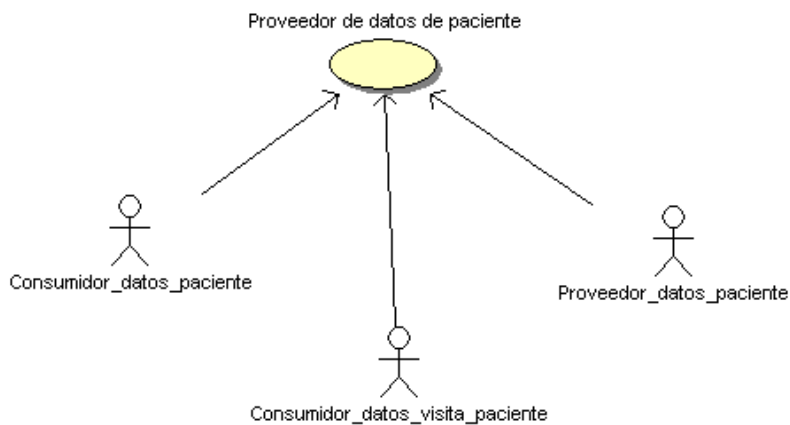 Proveedor de datos de paciente
Consumidor_datos_paciente
Proveedor_datos_paciente
Consumidor_datos_visita_paciente